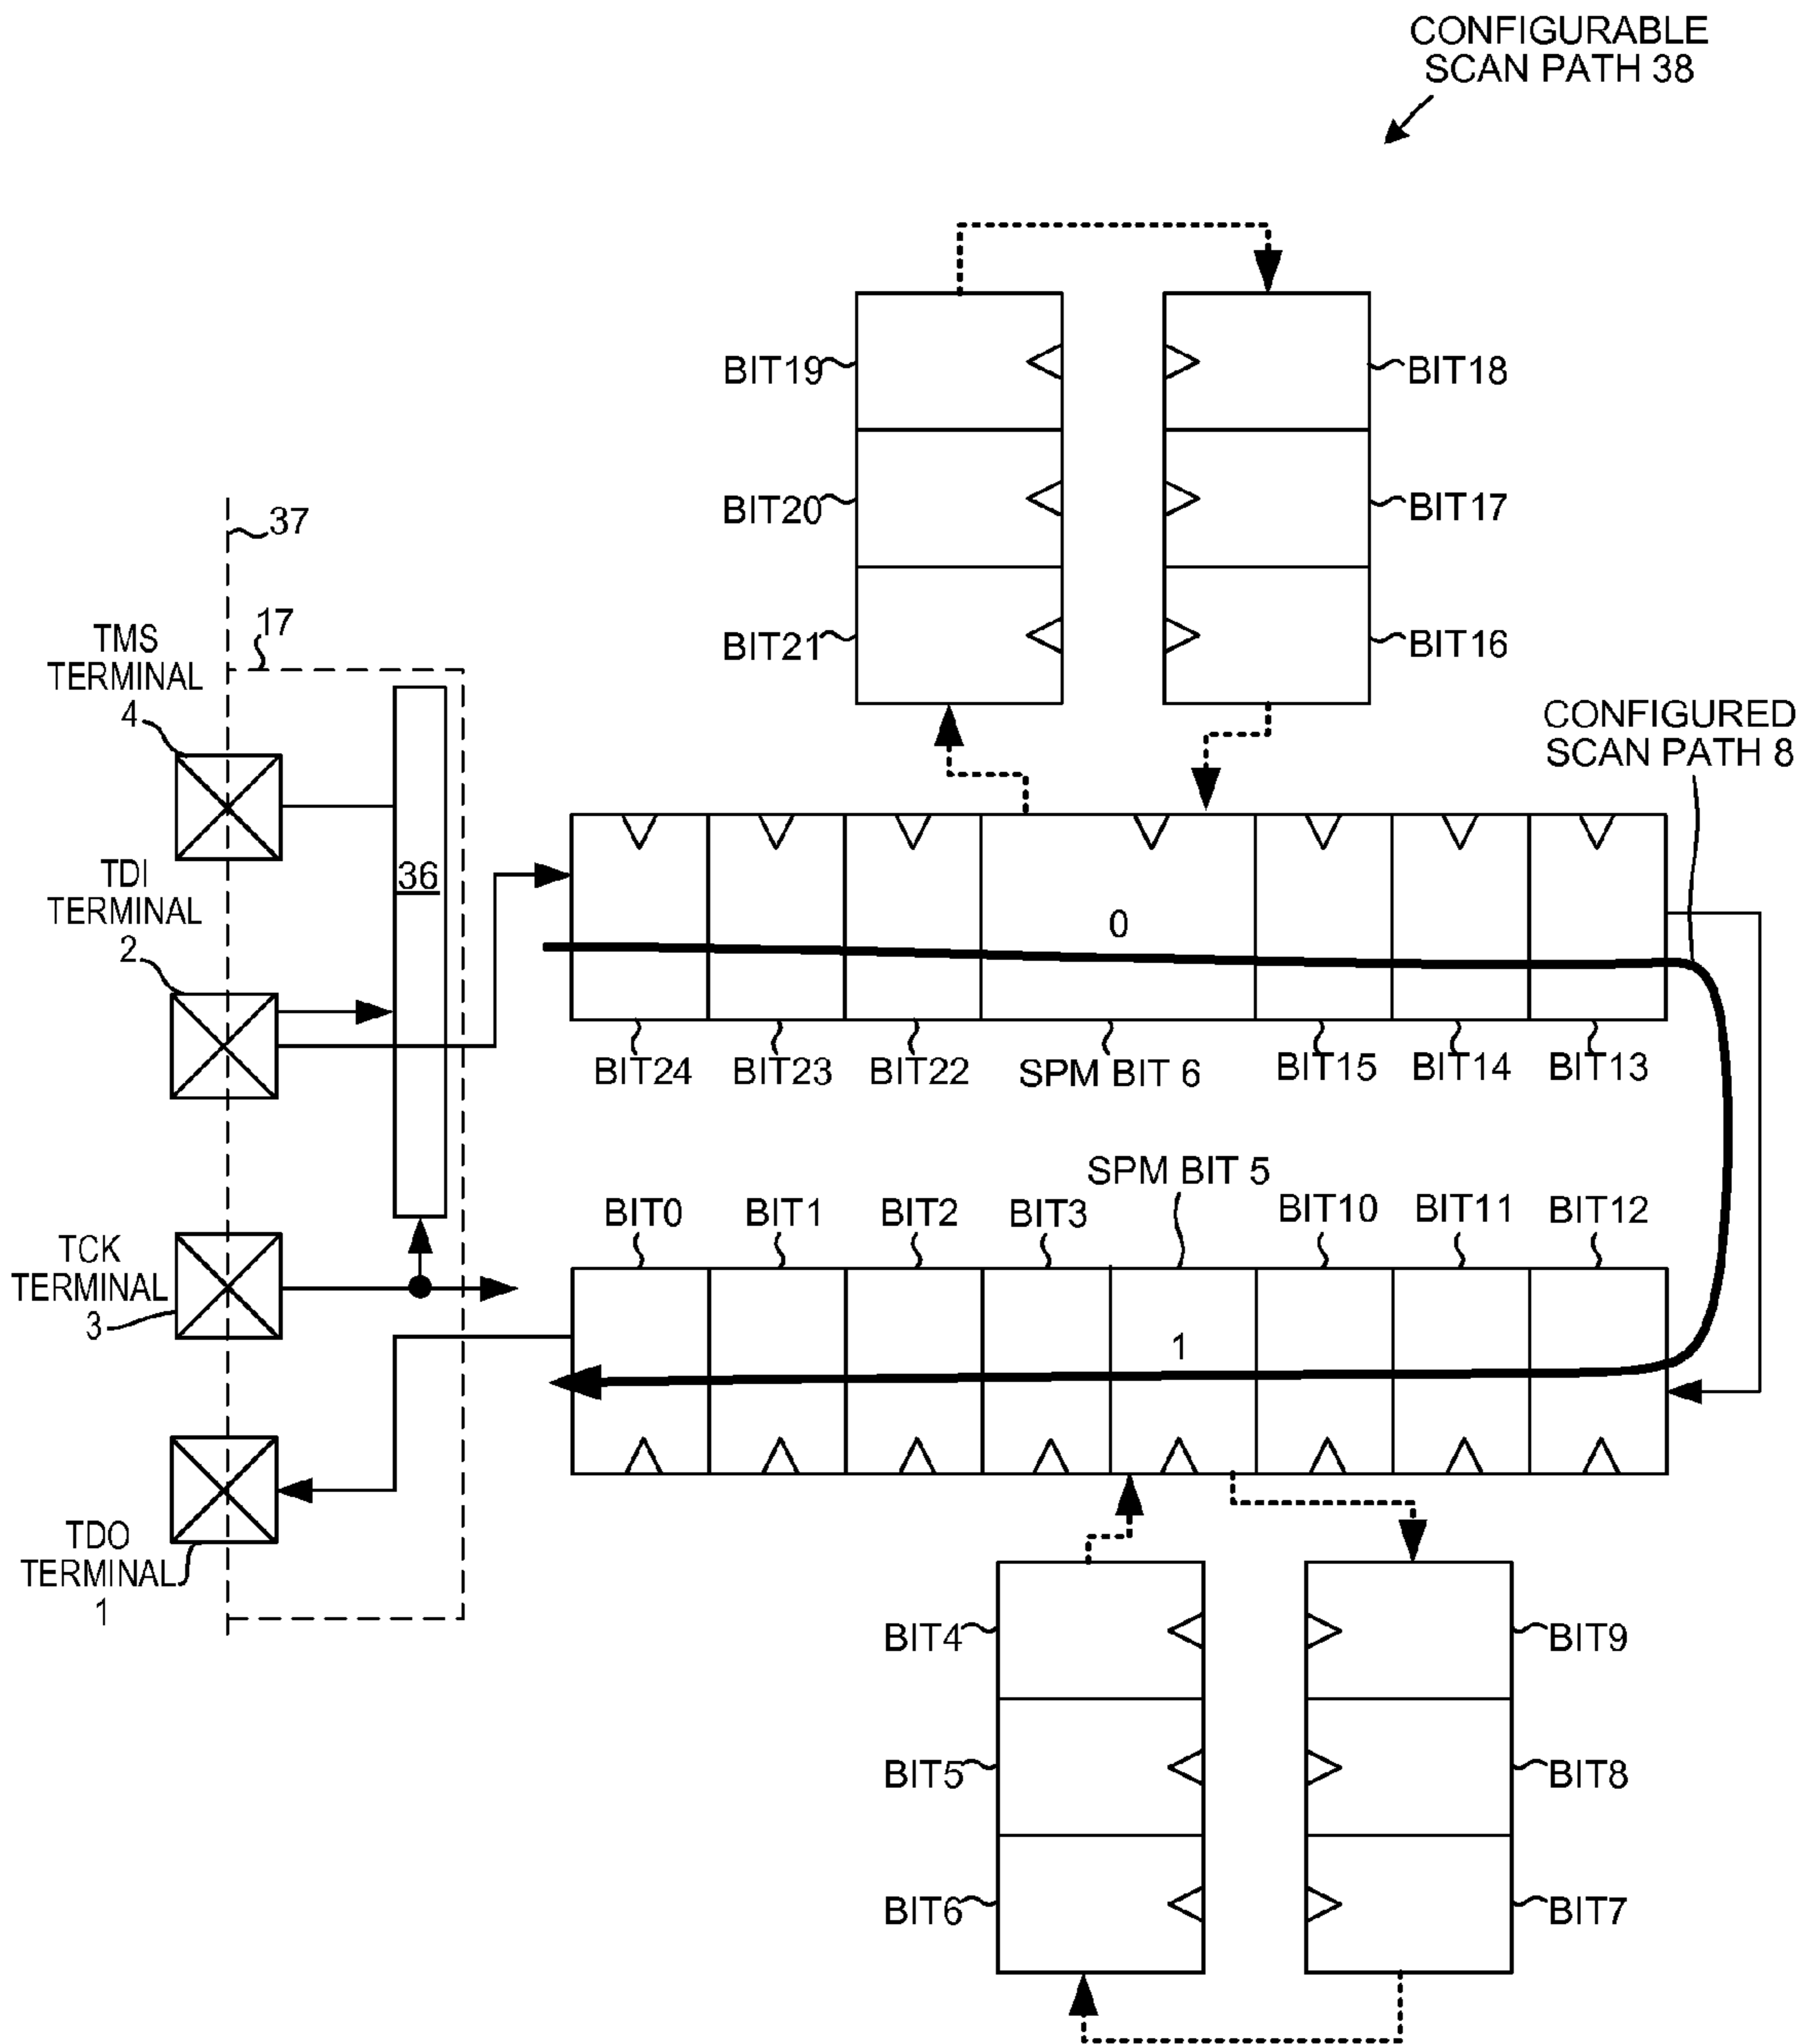 CONFIGURABLE
SCAN PATH 38
BIT19
BIT18
BIT20
BIT17
BIT21
BIT16
37
17
TMS
TERMINAL
4
CONFIGURED
SCAN PATH 8
36
TDI
TERMINAL
2
0
BIT24
BIT23
BIT22
SPM BIT 6
BIT15
BIT14
BIT13
SPM BIT 5
BIT0
BIT1
BIT2
BIT3
BIT10
BIT11
BIT12
TCK
TERMINAL
3
1
TDO
TERMINAL
1
BIT4
BIT9
BIT5
BIT8
BIT6
BIT7